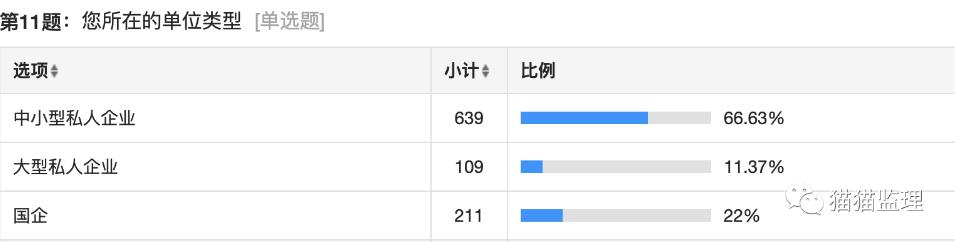 第11题：您所在的单位类型 [单选题]
选项 小计 比例
中小型私人企业 639 66.63%
大型私人企业 109 11.37%
国企 211 22%
猫猫监理